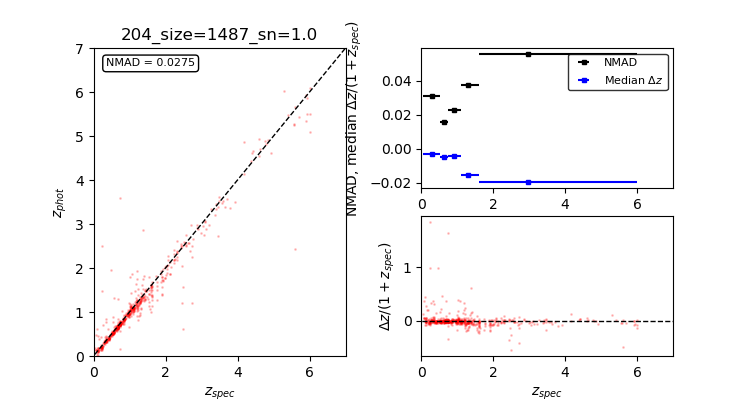 204_size=1487_sn=1.0
NMAD = 0.0275
7
6
5
4
3
2
1
0
z_phot
0 2 4 6
z_spec
NMAD, median Δz/(1 + z_spec)
0.04
0.02
0.00
−0.02
NMAD
Median Δz
0 2 4 6
Δz/(1 + z_spec)
1
0
0 2 4 6
z_spec